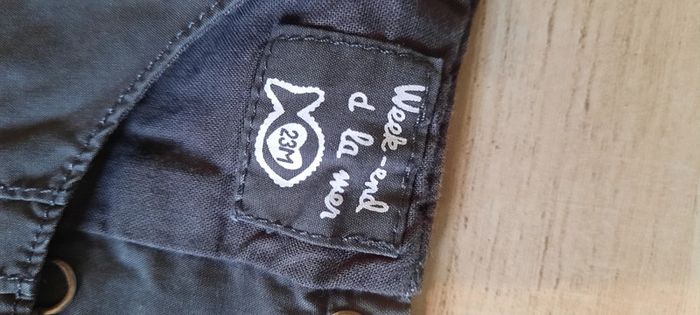 Week-end
à la mer
23M